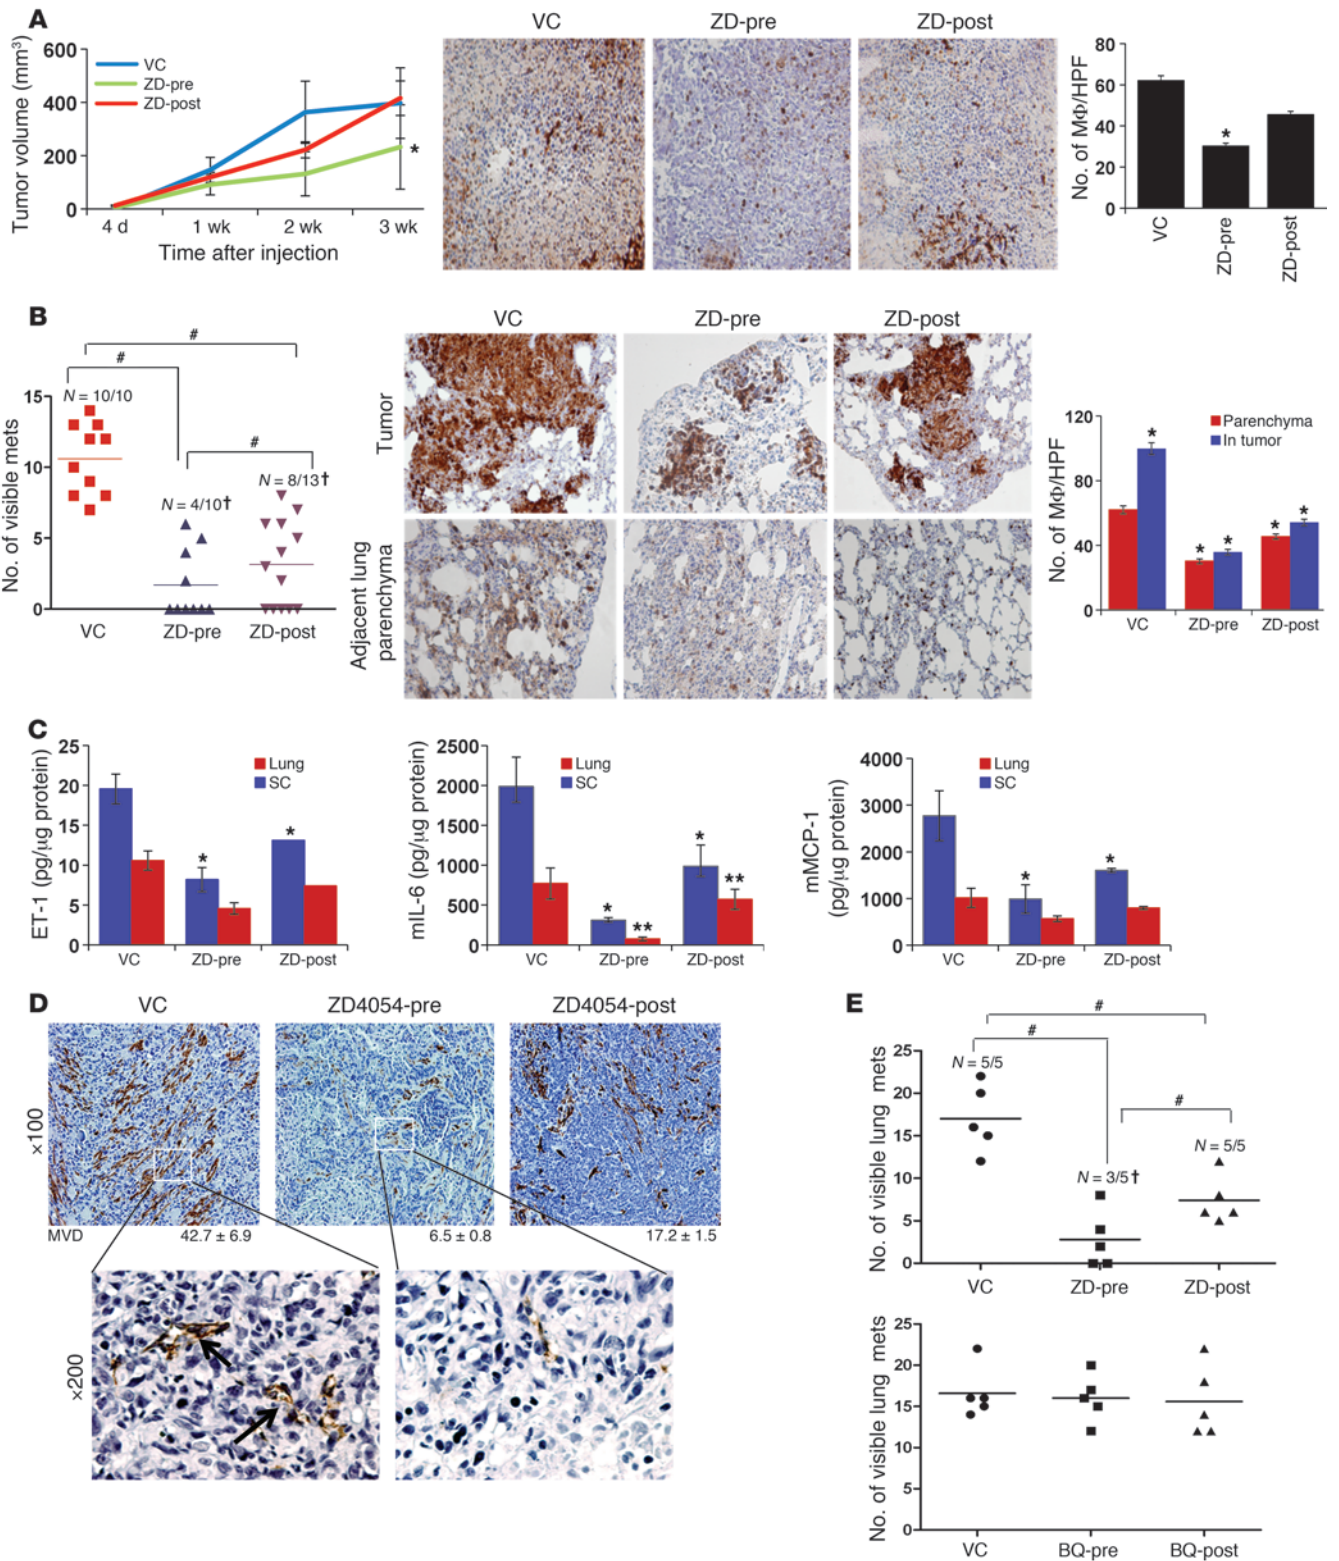 A
VC
ZD-pre
ZD-post
Tumor volume (mm³)
600
400
200
0
VC
ZD-pre
ZD-post
*
4 d
1 wk
2 wk
3 wk
Time after injection
No. of MΦ/HPF
80
60
40
20
0
*
VC
ZD-pre
ZD-post
B
#
#
#
N = 10/10
N = 4/10†
N = 8/13†
No. of visible mets
15
10
5
0
VC
ZD-pre
ZD-post
VC
ZD-pre
ZD-post
Tumor
Adjacent lung
parenchyma
No. of MΦ/HPF
120
80
40
0
Parenchyma
In tumor
*
* *
* *
VC
ZD-pre
ZD-post
C
ET-1 (pg/μg protein)
25
20
15
10
5
0
Lung
SC
*
*
VC
ZD-pre
ZD-post
mIL-6 (pg/μg protein)
2500
2000
1500
1000
500
0
Lung
SC
*
**
*
**
VC
ZD-pre
ZD-post
mMCP-1
(pg/μg protein)
4000
3000
2000
1000
0
Lung
SC
*
*
VC
ZD-pre
ZD-post
D
VC
ZD4054-pre
ZD4054-post
×100
MVD
42.7 ± 6.9
6.5 ± 0.8
17.2 ± 1.5
×200
E
#
#
#
N = 5/5
N = 3/5†
N = 5/5
No. of visible lung mets
25
20
15
10
5
0
VC
ZD-pre
ZD-post
No. of visible lung mets
25
20
15
10
5
0
VC
BQ-pre
BQ-post